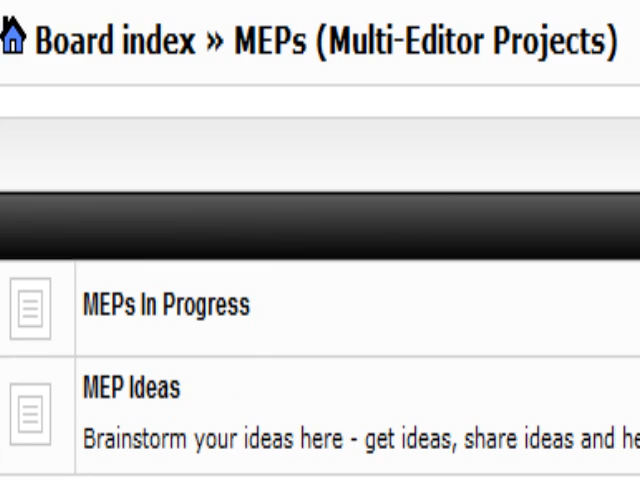 Board index » MEPs (Multi-Editor Projects)
MEPs In Progress
MEP Ideas
Brainstorm your ideas here - get ideas, share ideas and he